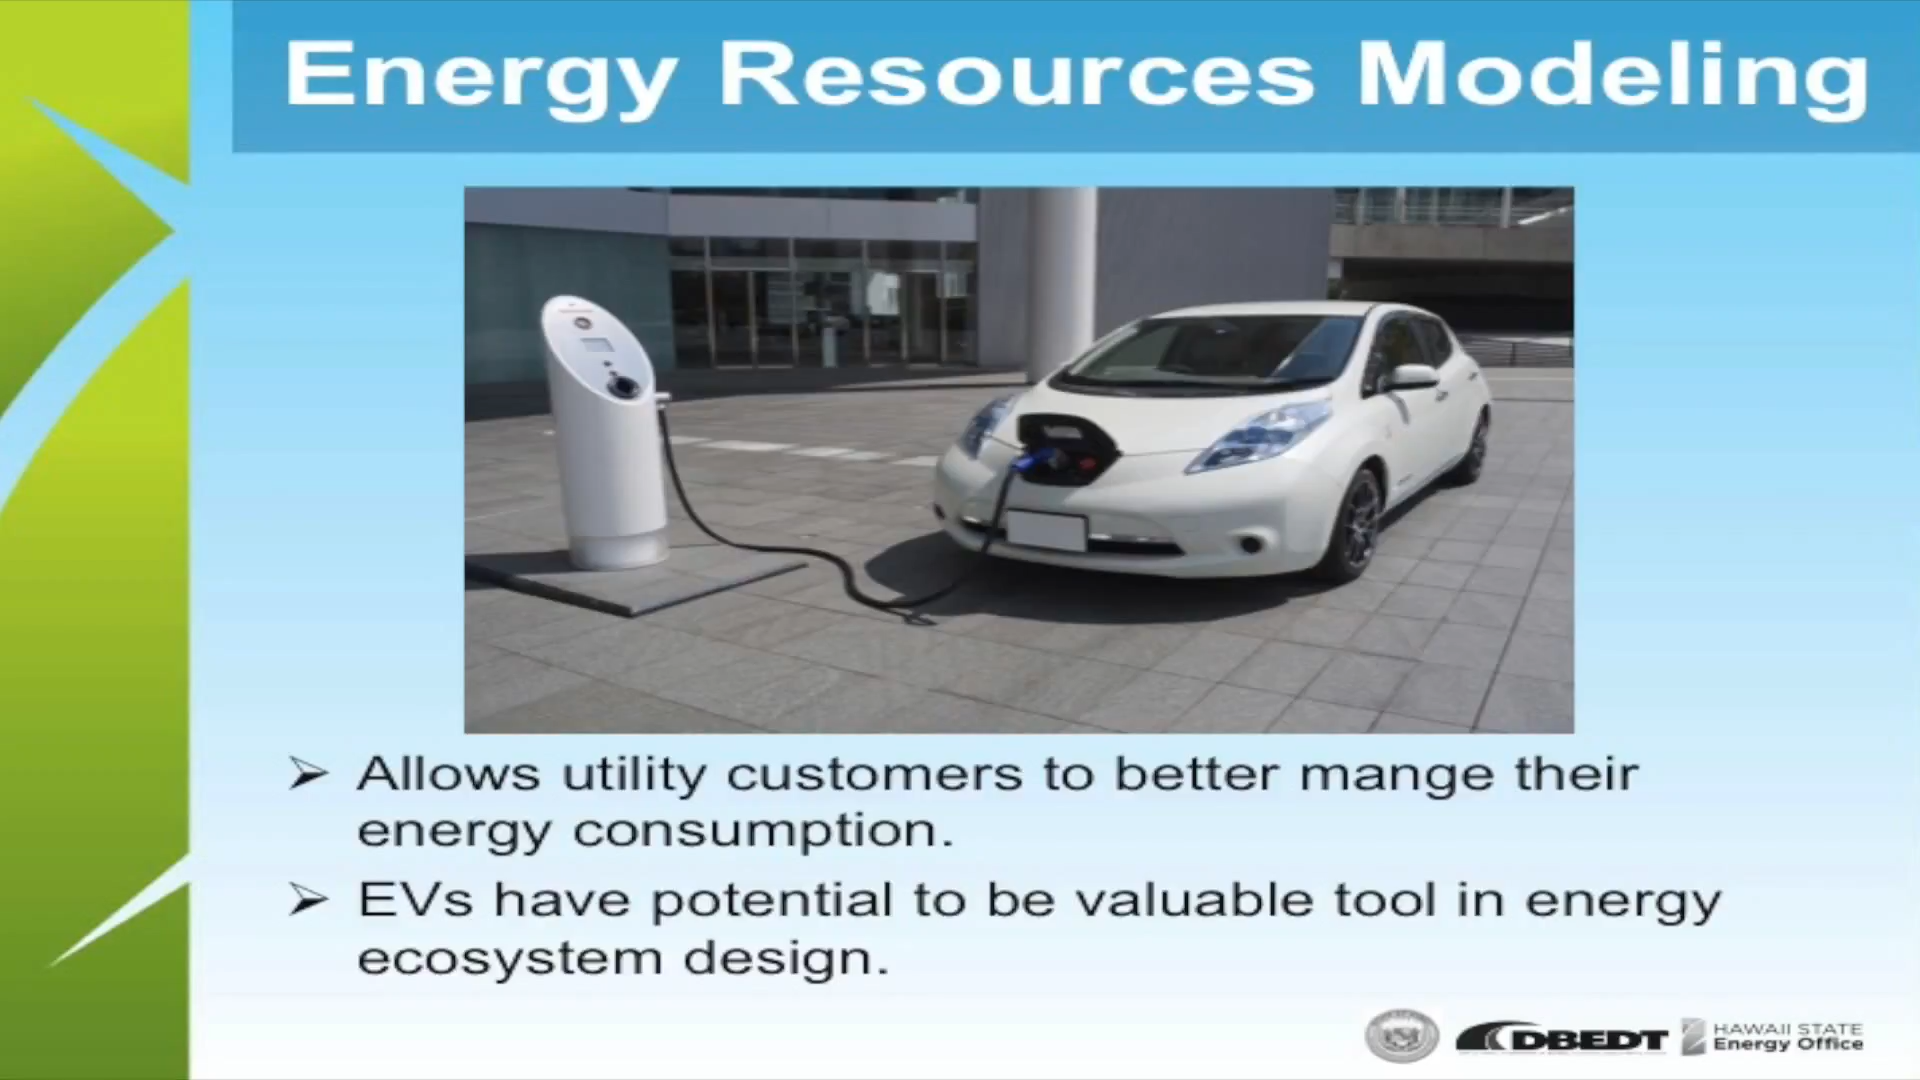 Energy Resources Modeling
➢ Allows utility customers to better mange their
energy consumption.
➢ EVs have potential to be valuable tool in energy
ecosystem design.
DBEDT
HAWAII STATE
Energy Office